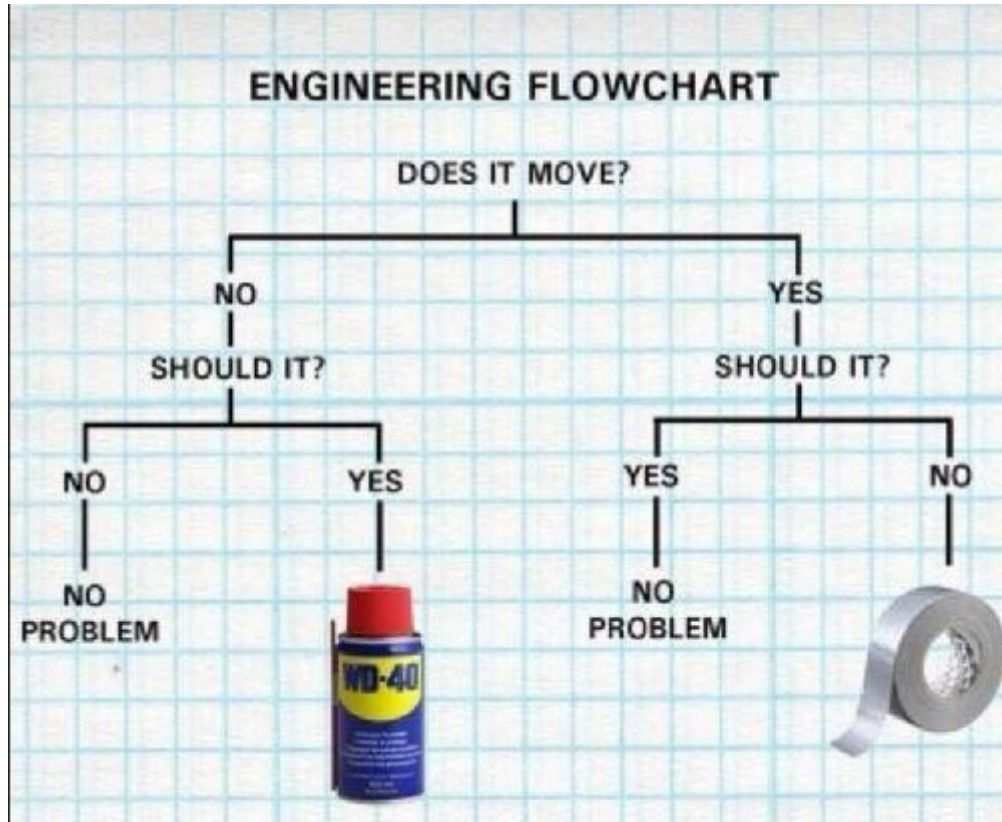 ENGINEERING FLOWCHART
DOES IT MOVE?
NO
YES
SHOULD IT?
SHOULD IT?
NO
YES
YES
NO
NO
PROBLEM
NO
PROBLEM
WD-40